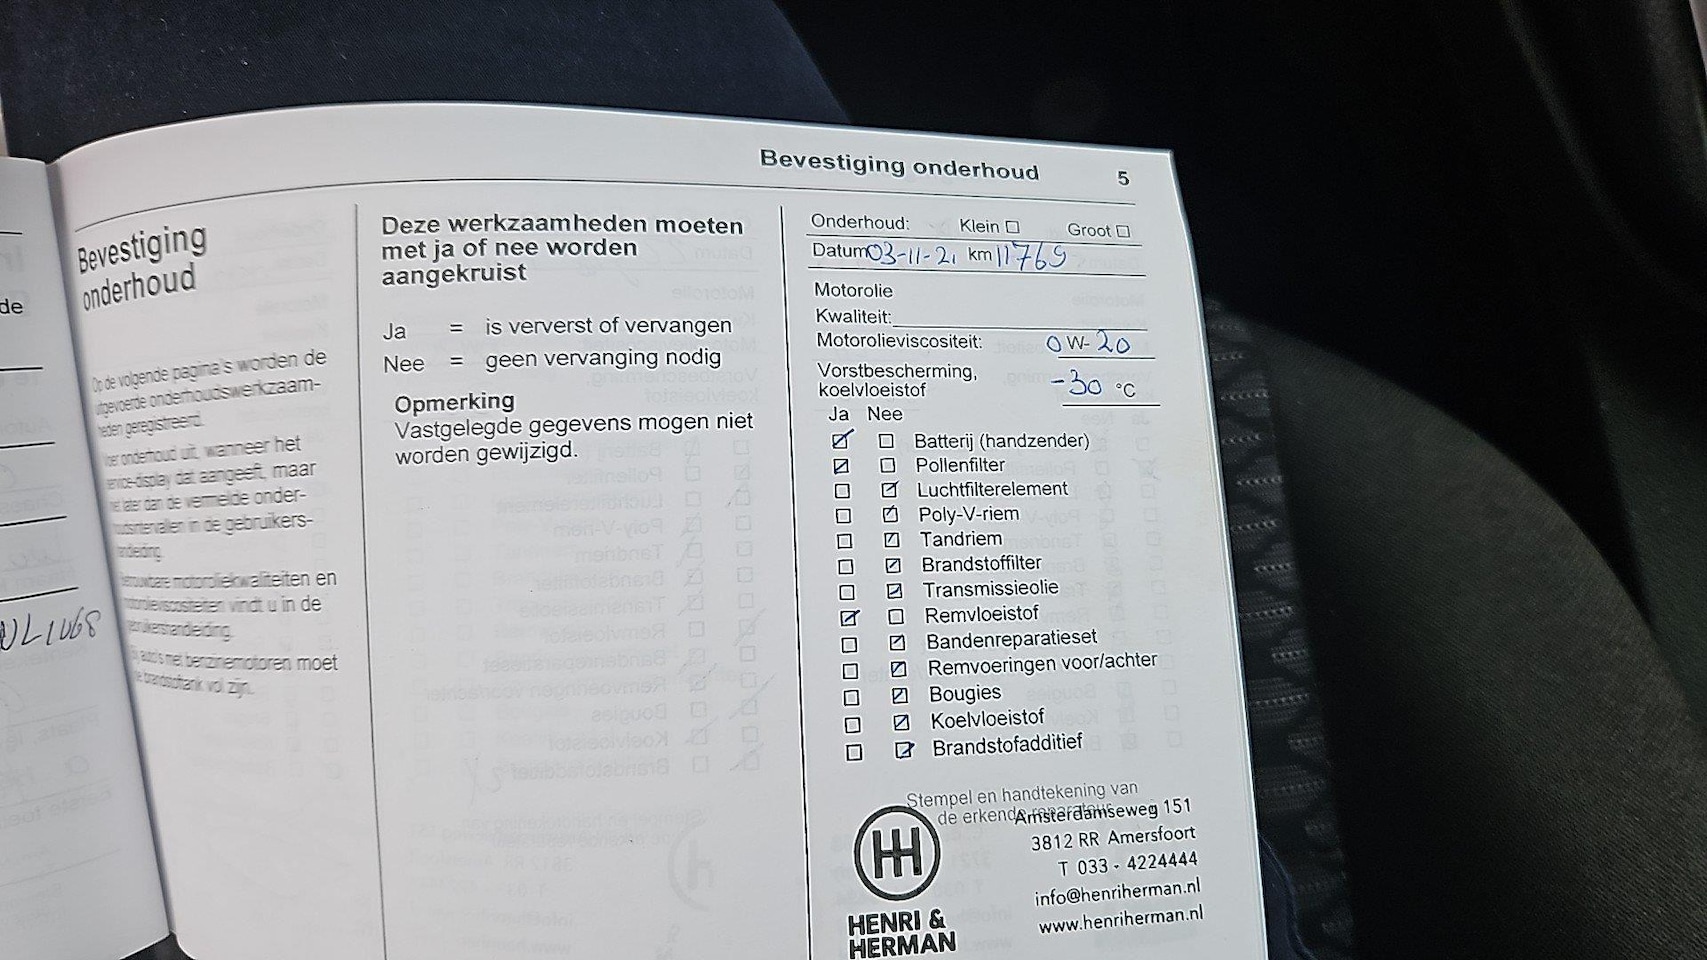 Bevestiging onderhoud 5
de
Bevestiging
onderhoud
Op de volgende pagina's worden de
uitgevoerde onderhoudswerkzaam-
heden geregistreerd.
onderhoud uit, wanneer het
service-display dat aangeeft, maar
niet later dan de vermelde onder-
houdsintervallen in de gebruikers-
handleiding.
motoroliekwaliteiten en
motorolieviscositeiten vindt u in de
gebruikershandleiding.
auto's met benzinemotoren moet
de brandstoftank vol zijn.
Deze werkzaamheden moeten
met ja of nee worden
aangekruist
Ja = is ververst of vervangen
Nee = geen vervanging nodig
Opmerking
Vastgelegde gegevens mogen niet
worden gewijzigd.
Onderhoud: Klein ☐ Groot ☐
Datum 03-11-21 km 11769
Motorolie
Kwaliteit:
Motorolieviscositeit: 0 W- 20
Vorstbescherming,
koelvloeistof -30 °C
Ja Nee
☑ ☐ Batterij (handzender)
☑ ☐ Pollenfilter
☐ ☑ Luchtfilterelement
☐ ☑ Poly-V-riem
☐ ☑ Tandriem
☐ ☑ Brandstoffilter
☐ ☑ Transmissieolie
☑ ☐ Remvloeistof
☐ ☑ Bandenreparatieset
☐ ☑ Remvoeringen voor/achter
☐ ☑ Bougies
☐ ☑ Koelvloeistof
☐ ☑ Brandstofadditief
Stempel en handtekening van
de erkende reparateur
HH
HENRI &
HERMAN
Amsterdamseweg 151
3812 RR Amersfoort
T 033 - 4224444
info@henriherman.nl
www.henriherman.nl